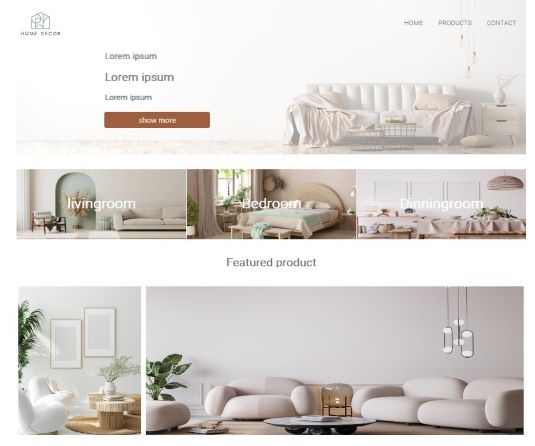 HOME DECOR
HOME PRODUCTS CONTACT
Lorem ipsum
Lorem ipsum
Lorem ipsum
show more
livingroom
Bedroom
Dinningroom
Featured product